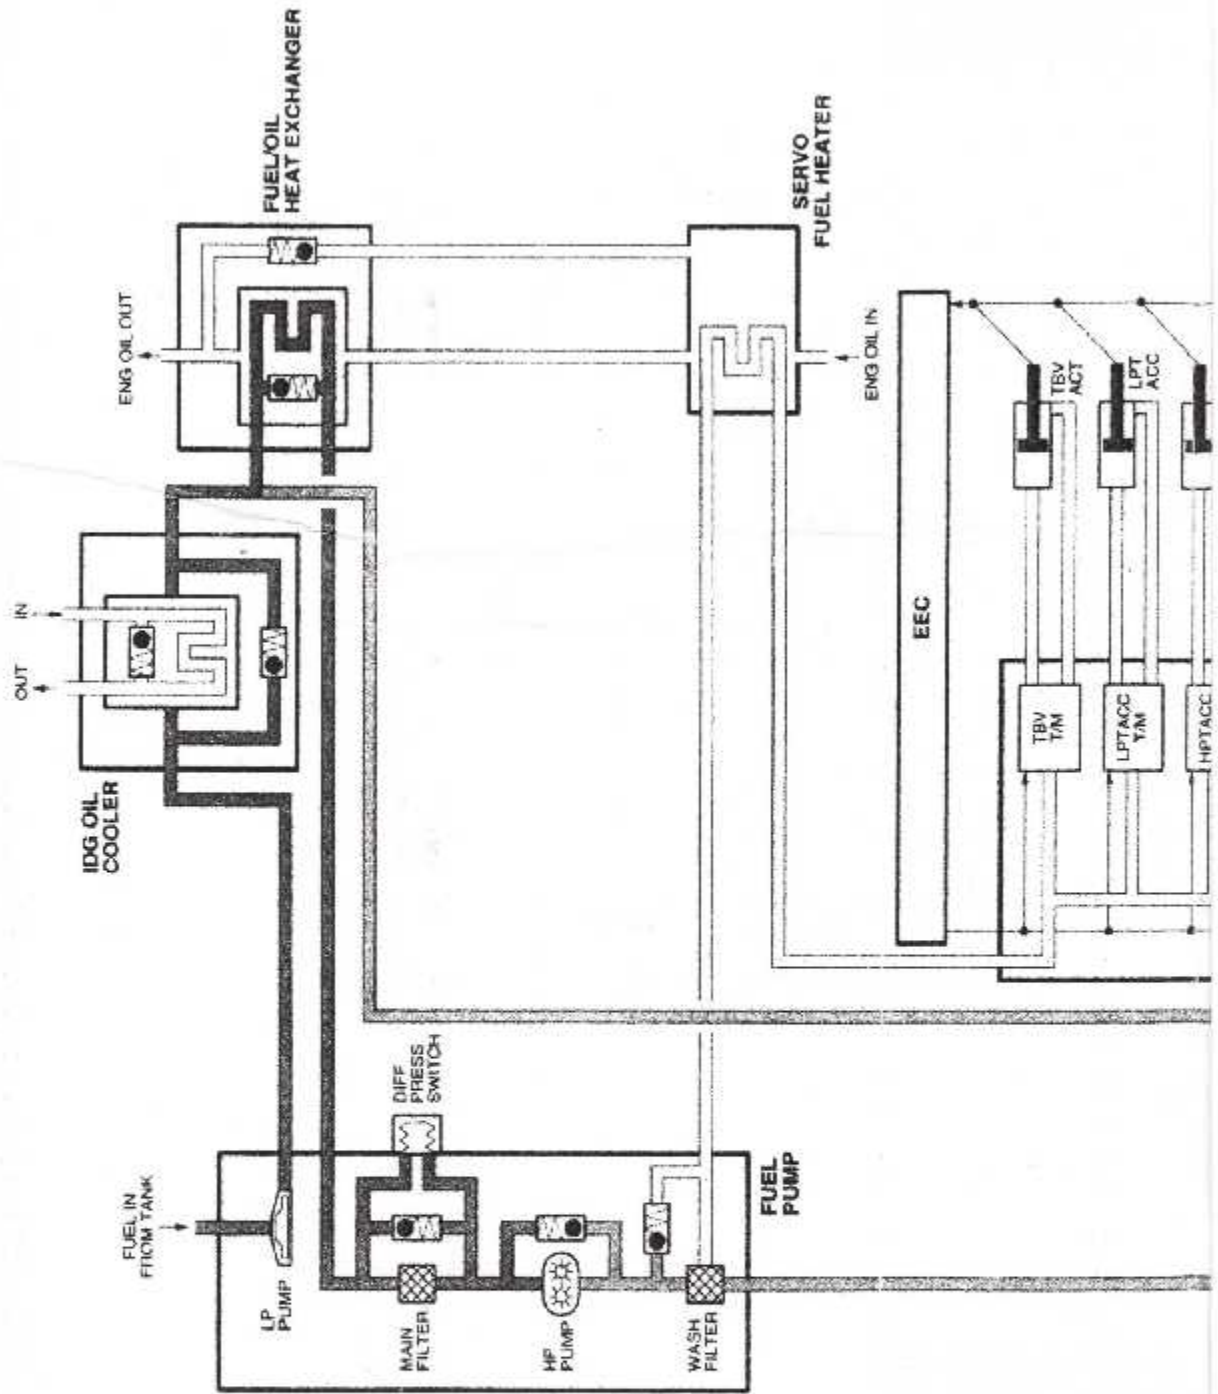 FUEL/OIL
HEAT EXCHANGER
ENG OIL OUT
SERVO
FUEL HEATER
ENG OIL IN
IN
OUT
IDG OIL
COOLER
EEC
TBV
ACT
LPT
ACC
TBV
T/M
LPTACC
T/M
HPTACC
DIFF
PRESS
SWITCH
FUEL IN
FROM TANK
LP
PUMP
MAIN
FILTER
HP
PUMP
WASH
FILTER
FUEL
PUMP